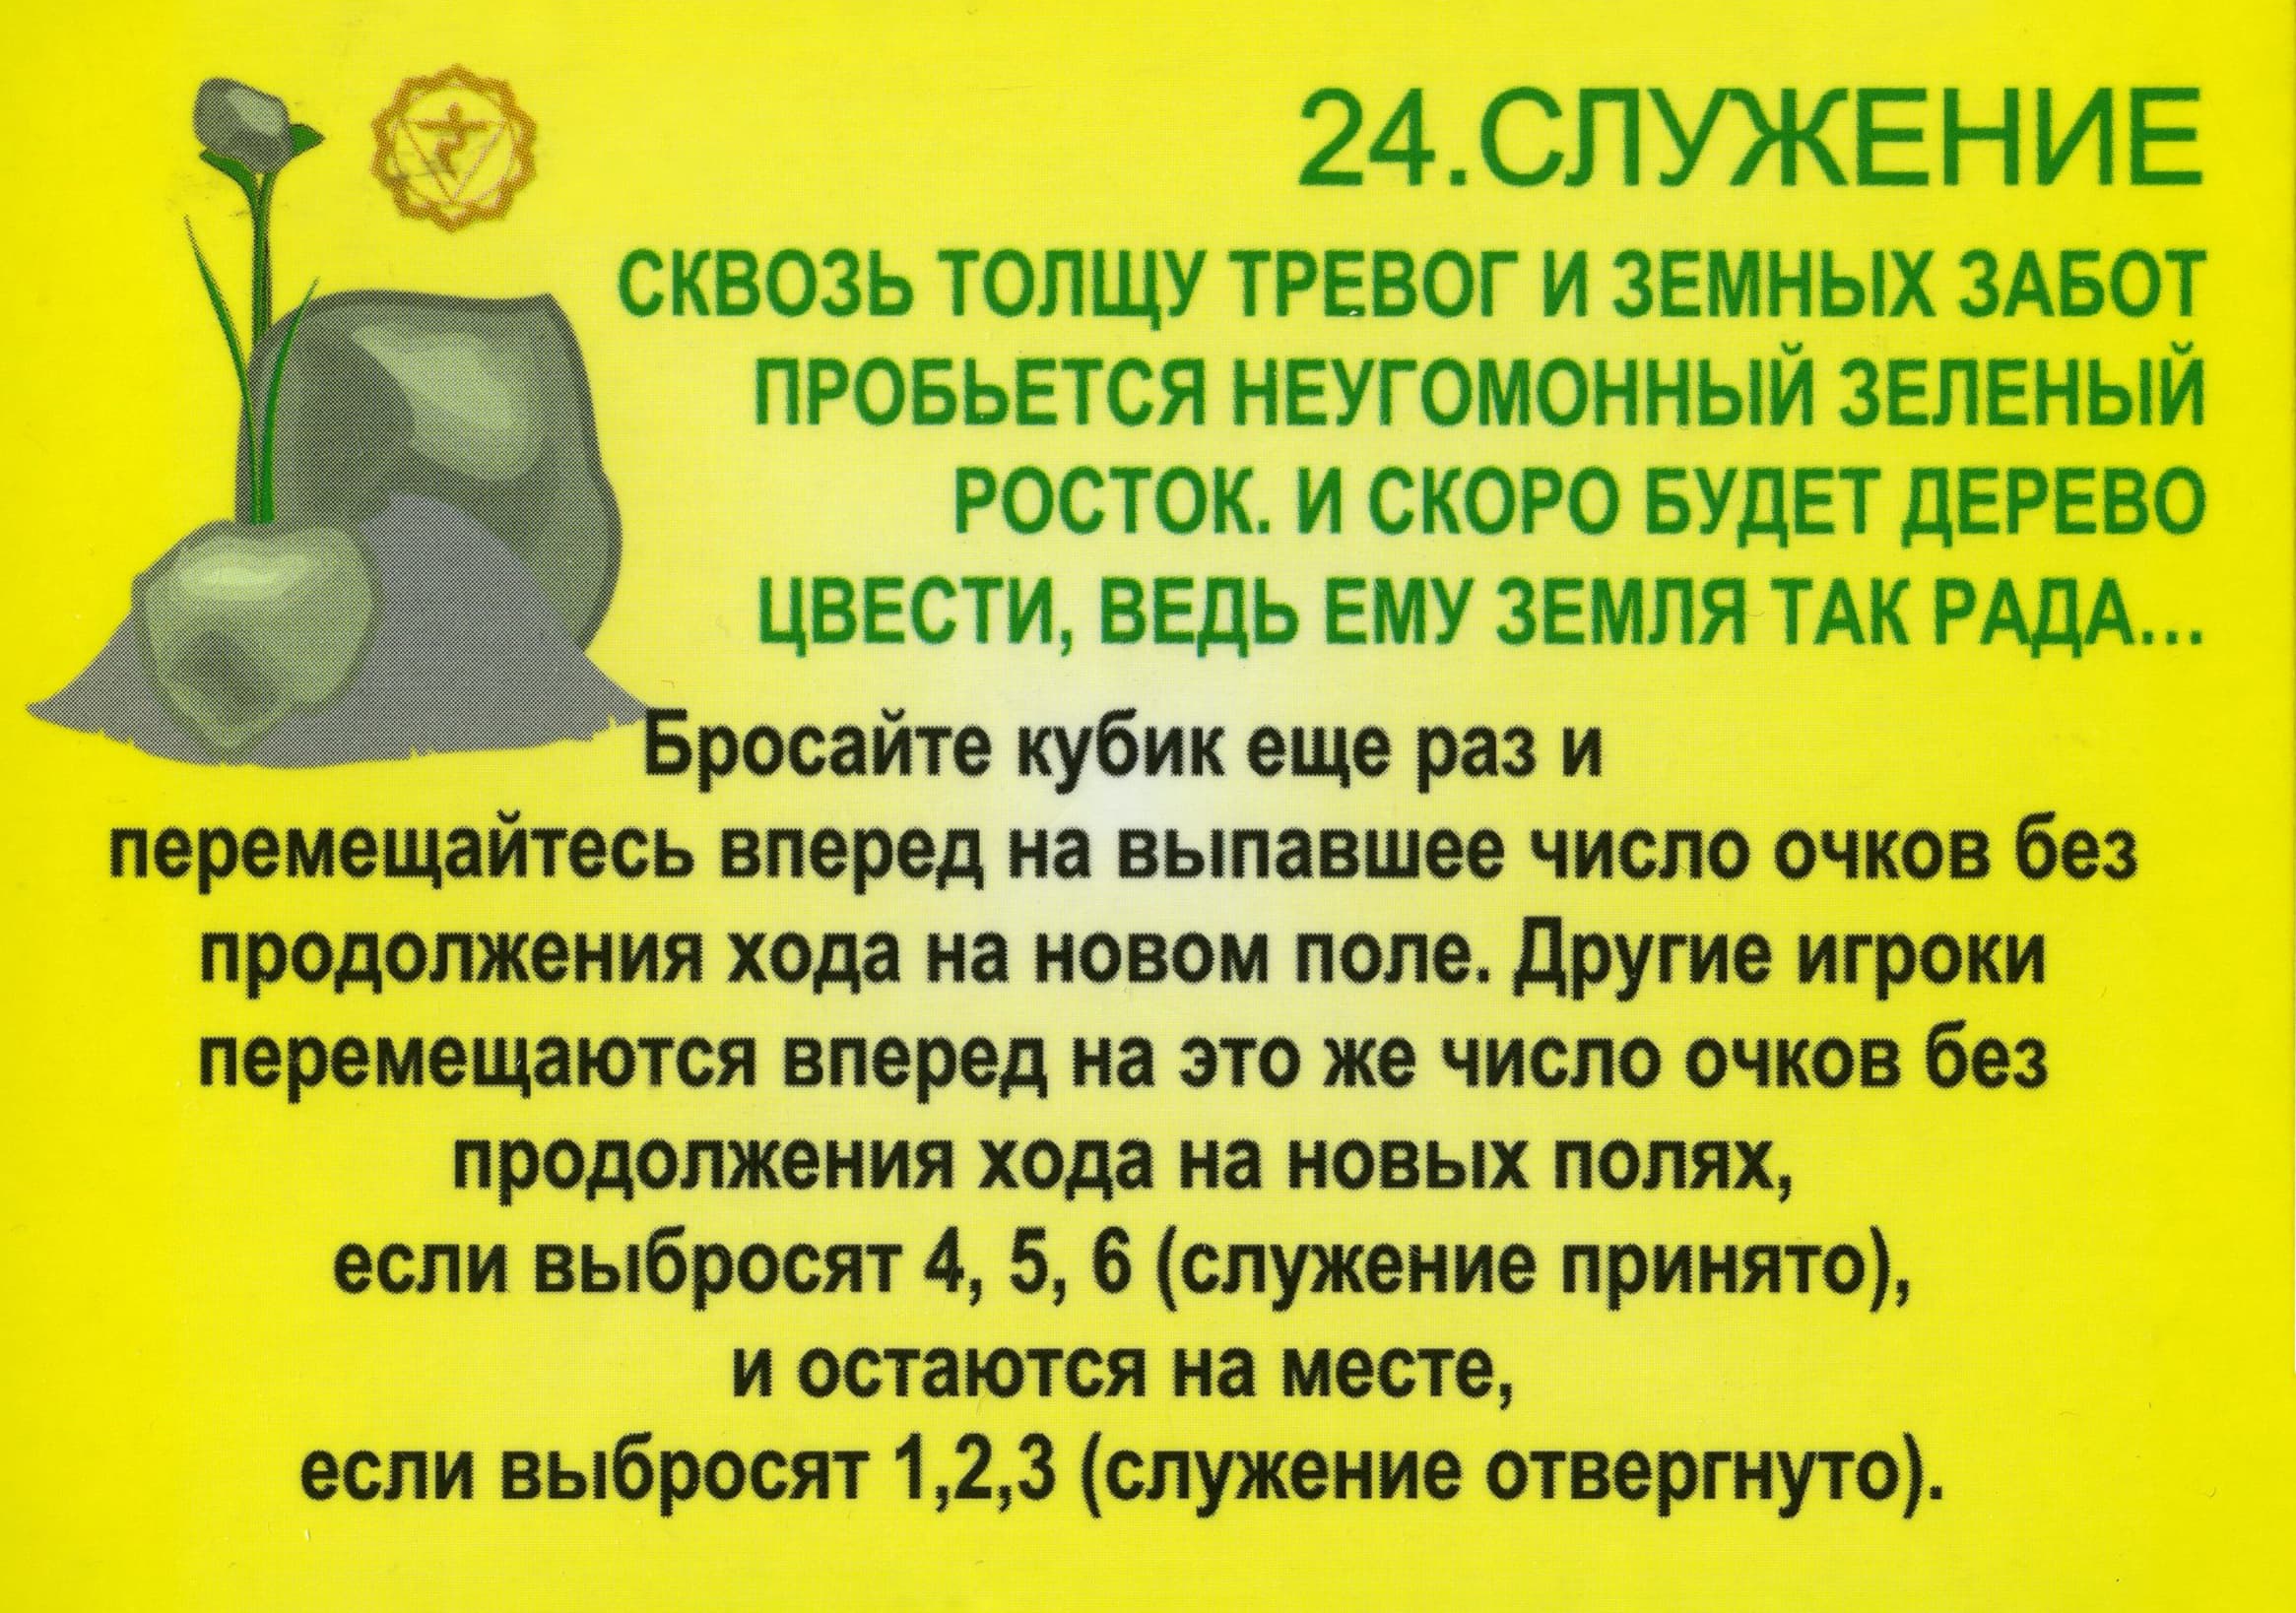 24.СЛУЖЕНИЕ
СКВОЗЬ ТОЛЩУ ТРЕВОГ И ЗЕМНЫХ ЗАБОТ
ПРОБЬЕТСЯ НЕУГОМОННЫЙ ЗЕЛЕНЫЙ
РОСТОК. И СКОРО БУДЕТ ДЕРЕВО
ЦВЕСТИ, ВЕДЬ ЕМУ ЗЕМЛЯ ТАК РАДА...
Бросайте кубик еще раз и
перемещайтесь вперед на выпавшее число очков без
продолжения хода на новом поле. Другие игроки
перемещаются вперед на это же число очков без
продолжения хода на новых полях,
если выбросят 4, 5, 6 (служение принято),
и остаются на месте,
если выбросят 1,2,3 (служение отвергнуто).